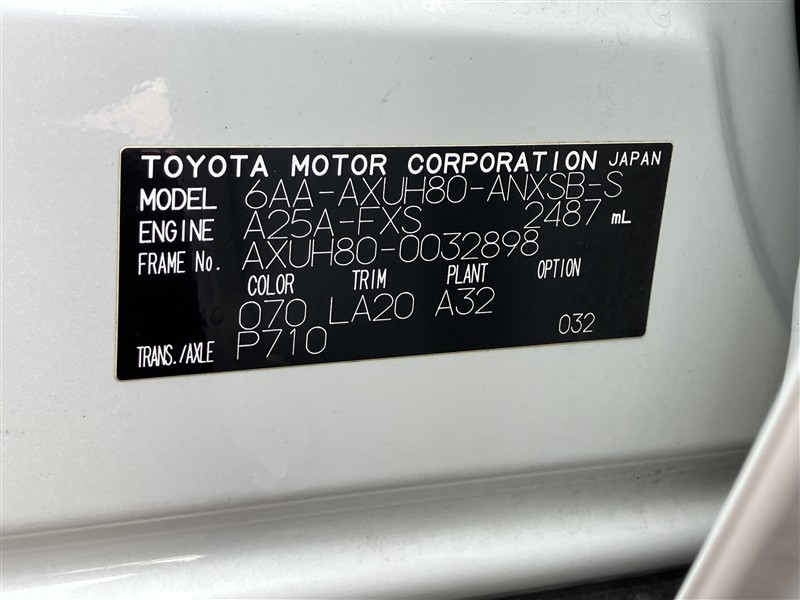 TOYOTA MOTOR CORPORATION JAPAN
MODEL 6AA-AXUH80-ANXSB-S
ENGINE A25A-FXS 2487 mL
FRAME No. AXUH80-0032898
COLOR TRIM PLANT OPTION
070 LA20 A32
TRANS./AXLE P710 032